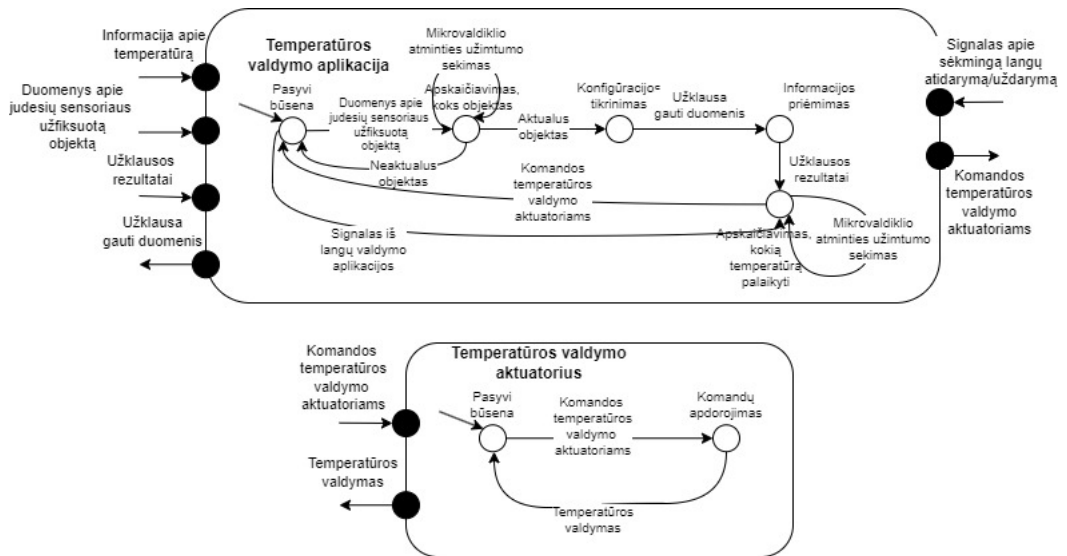 Informacija apie
temperatūrą
Duomenys apie
judesių sensoriaus
užfiksuotą
objektą
Užklausos
rezultatai
Užklausa
gauti duomenis
Temperatūros
valdymo aplikacija
Pasyvi
būsena
Duomenys apie
judesių sensoriaus
užfiksuotą
objektą
Mikrovaldiklio
atminties užimtumo
sekimas
Apskaičiavimas,
koks objektas
Neaktualus
objektas
Aktualus
objektas
Konfigūracijos
tikrinimas
Užklausa
gauti duomenis
Informacijos
priėmimas
Užklausos
rezultatai
Komandos
temperatūros
valdymo
aktuatoriams
Signalas iš
langų valdymo
aplikacijos
Apskaičiavimas,
kokią
temperatūrą
palaikyti
Mikrovaldiklio
atminties užimtumo
sekimas
Signalas apie
sėkmingą langų
atidarymą/uždarymą
Komandos
temperatūros
valdymo
aktuatoriams
Komandos
temperatūros
valdymo
aktuatoriams
Temperatūros
valdymas
Temperatūros valdymo
aktuatorius
Pasyvi
būsena
Komandos
temperatūros
valdymo
aktuatoriams
Komandų
apdorojimas
Temperatūros
valdymas